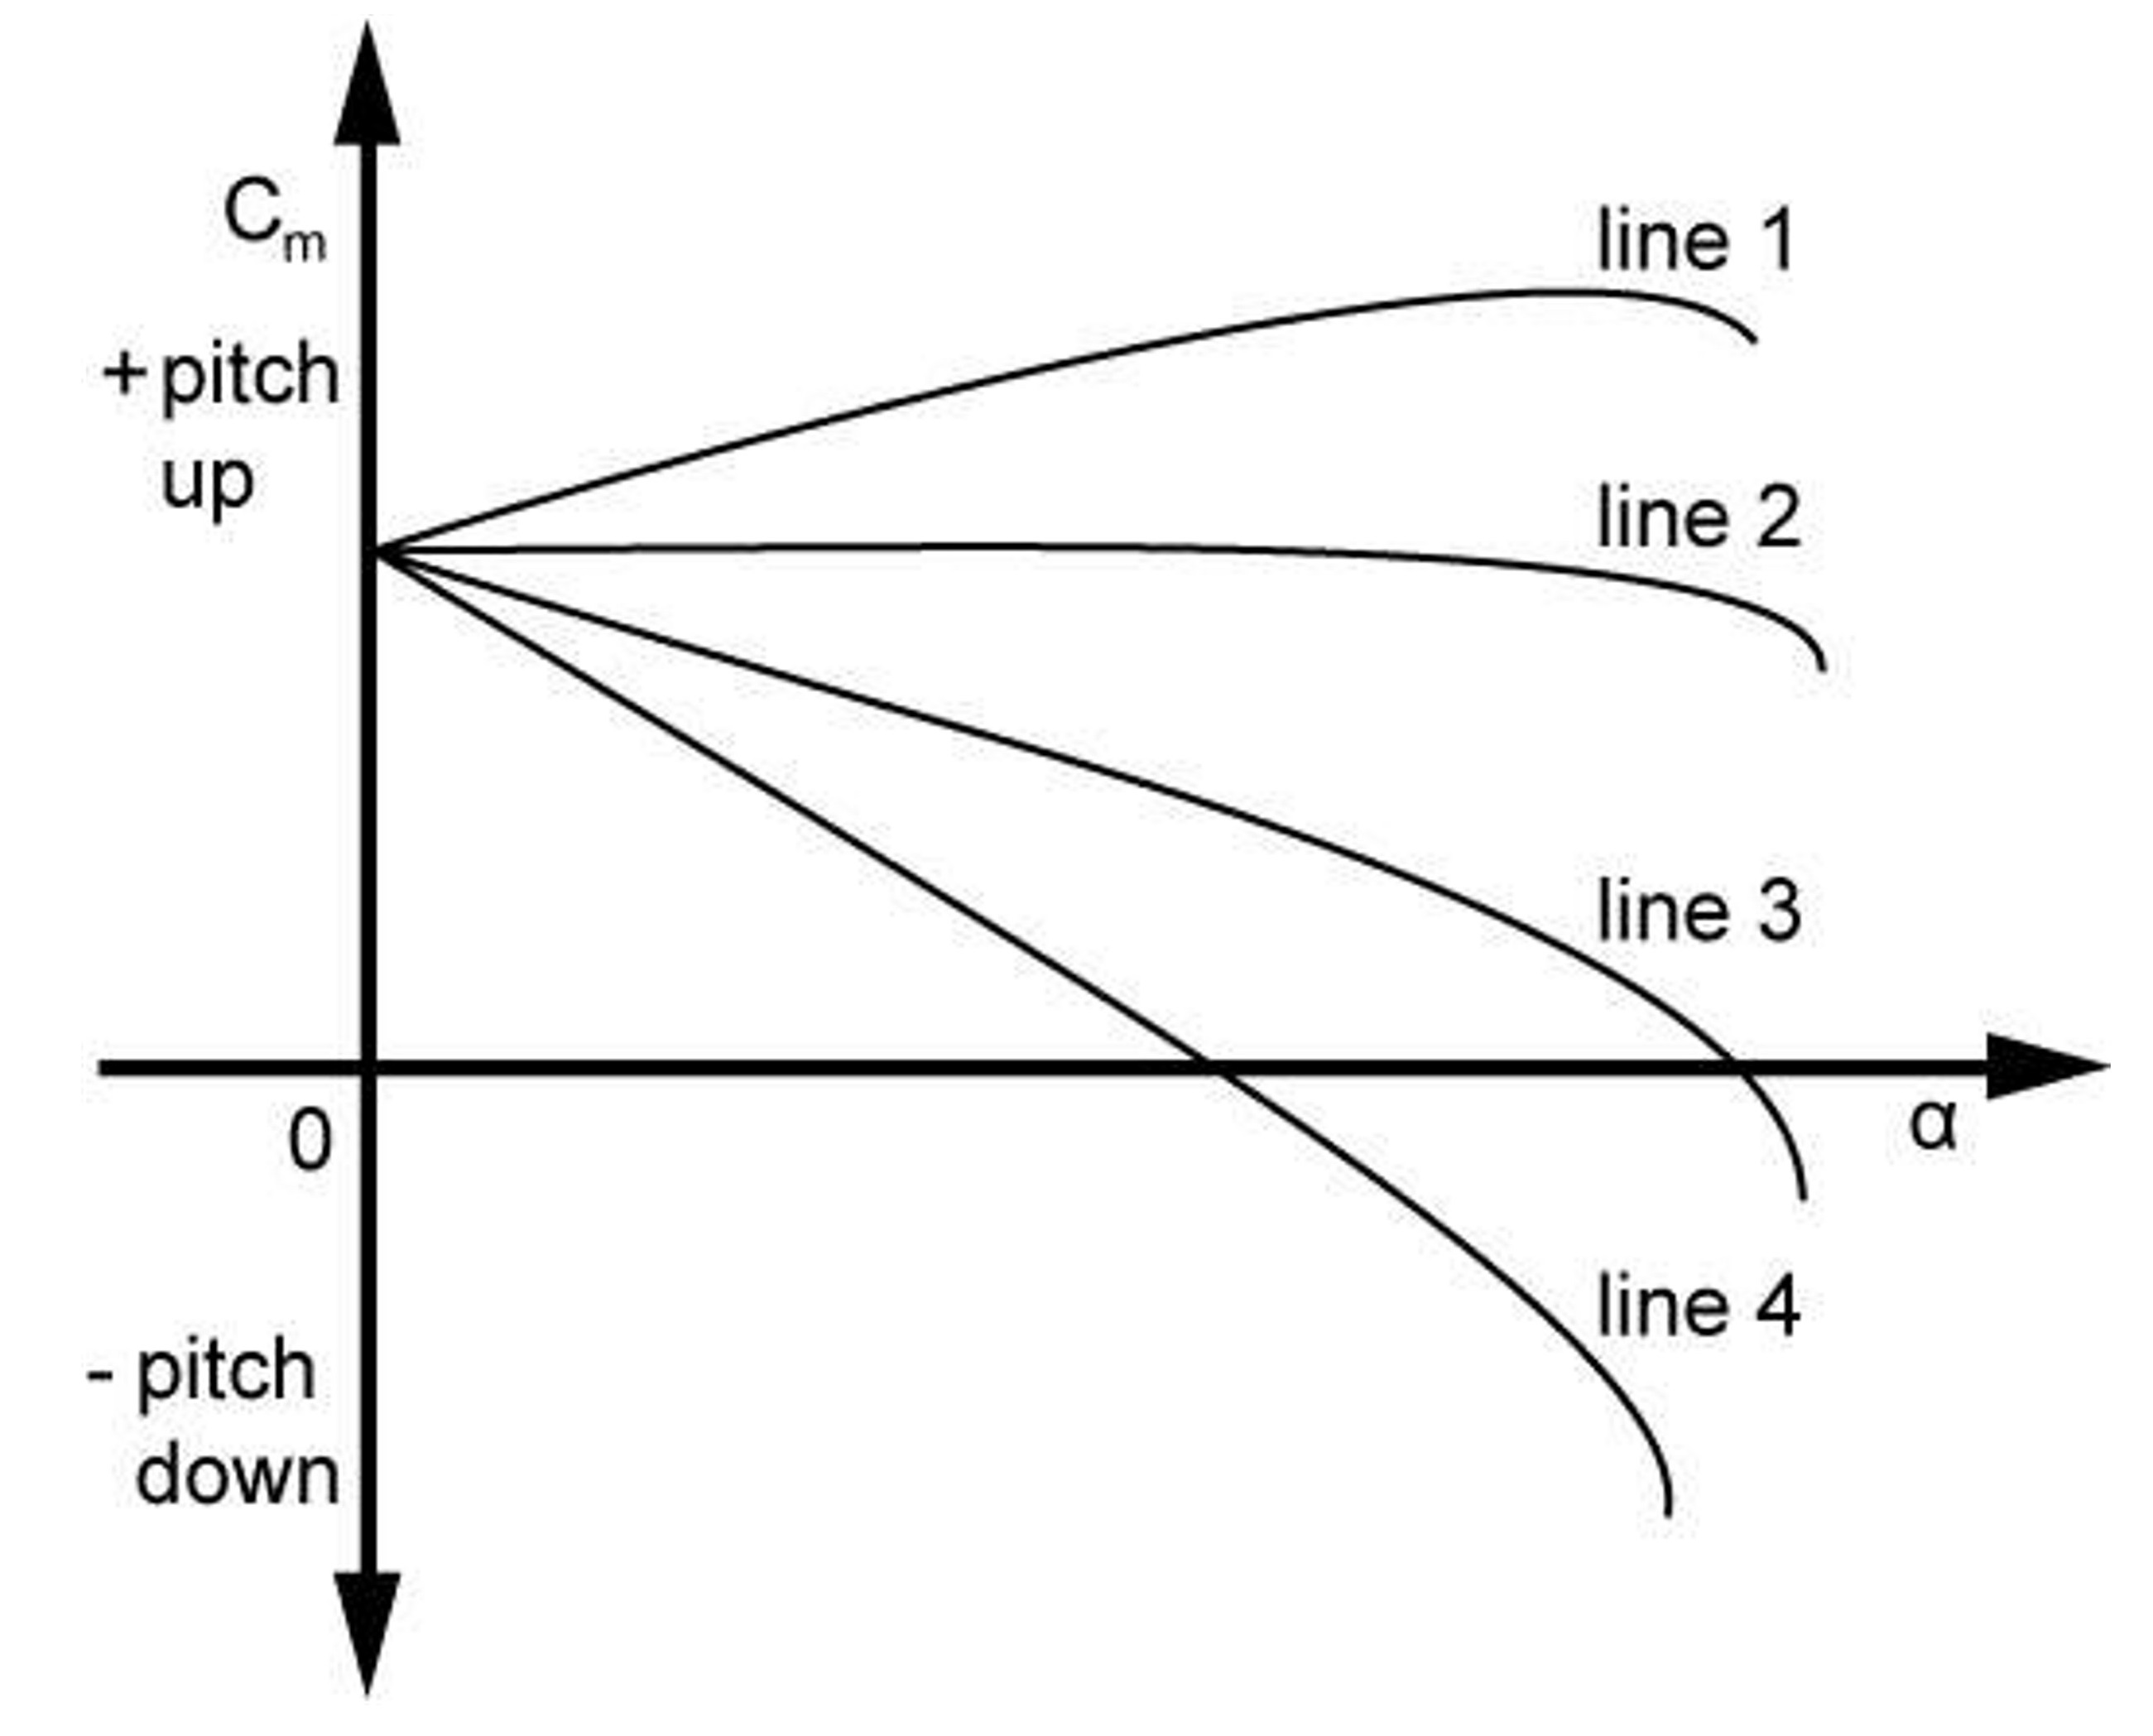 Cm
+pitch
up
line 1
line 2
line 3
0
α
line 4
- pitch
down